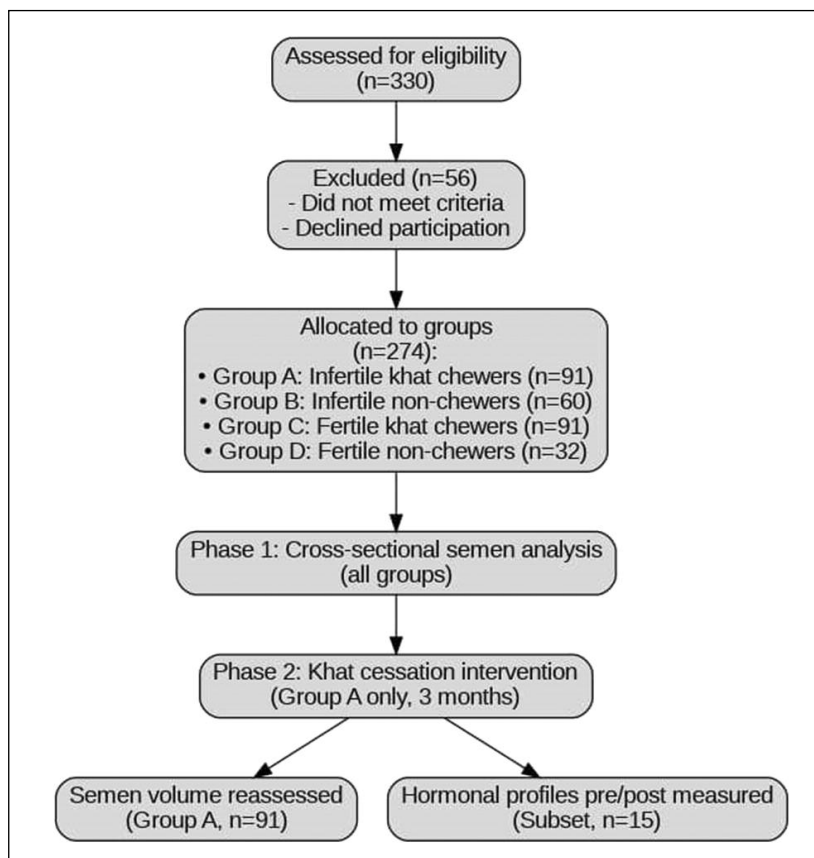 Assessed for eligibility
(n=330)
Excluded (n=56)
- Did not meet criteria
- Declined participation
Allocated to groups
(n=274):
• Group A: Infertile khat chewers (n=91)
• Group B: Infertile non-chewers (n=60)
• Group C: Fertile khat chewers (n=91)
• Group D: Fertile non-chewers (n=32)
Phase 1: Cross-sectional semen analysis
(all groups)
Phase 2: Khat cessation intervention
(Group A only, 3 months)
Semen volume reassessed
(Group A, n=91)
Hormonal profiles pre/post measured
(Subset, n=15)